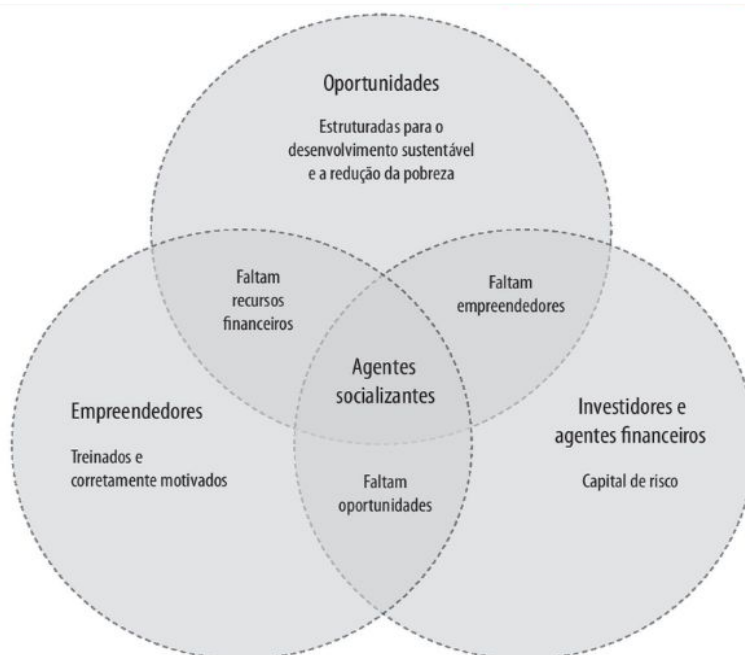 Oportunidades
Estruturadas para o
desenvolvimento sustentável
e a redução da pobreza
Faltam
recursos
financeiros
Faltam
empreendedores
Agentes
socializantes
Empreendedores
Treinados e
corretamente motivados
Investidores e
agentes financeiros
Capital de risco
Faltam
oportunidades